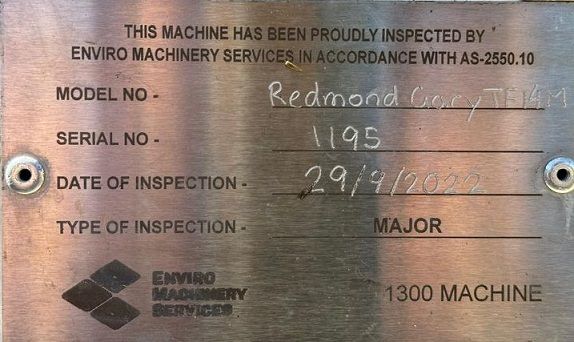 THIS MACHINE HAS BEEN PROUDLY INSPECTED BY
ENVIRO MACHINERY SERVICES IN ACCORDANCE WITH AS-2550.10
MODEL NO - Redmond Gary TF14M
SERIAL NO - 1195
DATE OF INSPECTION - 29/9/2022
TYPE OF INSPECTION - MAJOR
ENVIRO
MACHINERY
SERVICES
1300 MACHINE